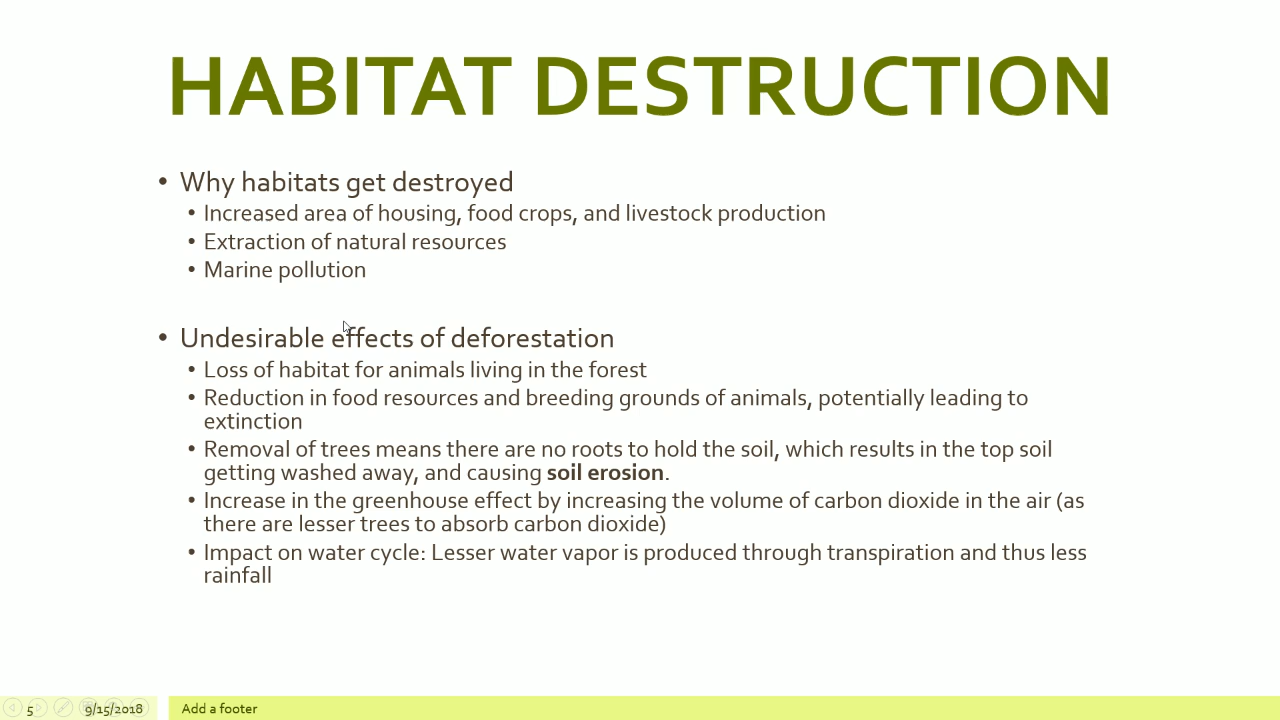 HABITAT DESTRUCTION
• Why habitats get destroyed
• Increased area of housing, food crops, and livestock production
• Extraction of natural resources
• Marine pollution
• Undesirable effects of deforestation
• Loss of habitat for animals living in the forest
• Reduction in food resources and breeding grounds of animals, potentially leading to
extinction
• Removal of trees means there are no roots to hold the soil, which results in the top soil
getting washed away, and causing soil erosion.
• Increase in the greenhouse effect by increasing the volume of carbon dioxide in the air (as
there are lesser trees to absorb carbon dioxide)
• Impact on water cycle: Lesser water vapor is produced through transpiration and thus less
rainfall
5 9/15/2018 Add a footer